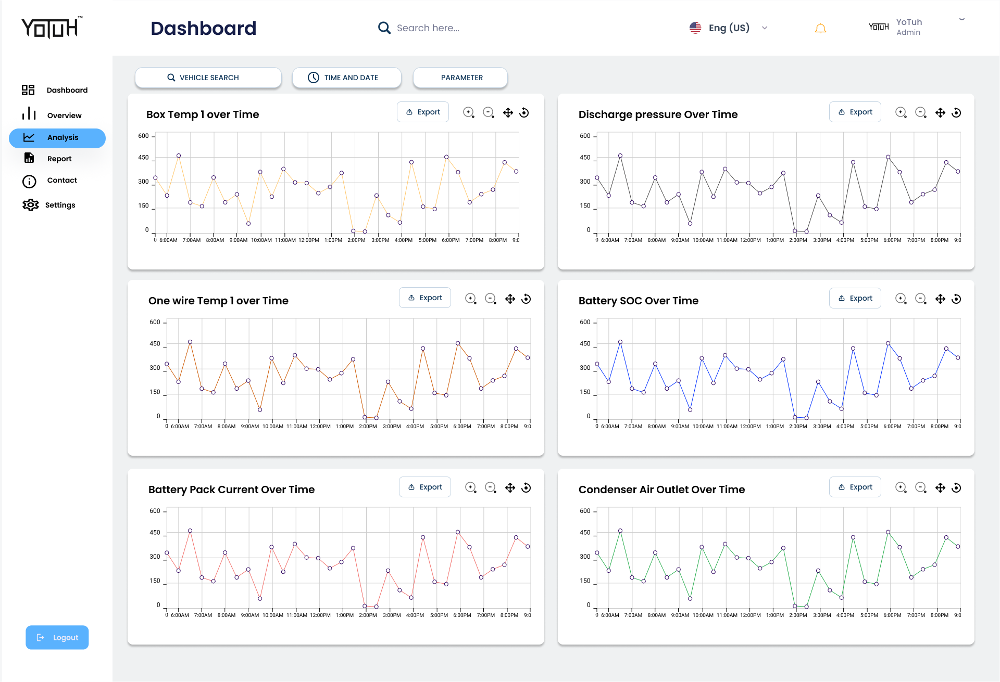 YOTUH™
Dashboard
Search here...
Eng (US)
YOTUH
YoTuh
Admin
Dashboard
Overview
Analysis
Report
Contact
Settings
Logout
VEHICLE SEARCH
TIME AND DATE
PARAMETER
Box Temp 1 over Time
Export
600
450
300
150
0
0 6:00AM 7:00AM 8:00AM 9:00AM 10:00AM 11:00AM 12:00PM 1:00PM 2:00PM 3:00PM 4:00PM 5:00PM 6:00PM 7:00PM 8:00PM 9:0
Discharge pressure Over Time
Export
600
450
300
150
0
0 6:00AM 7:00AM 8:00AM 9:00AM 10:00AM 11:00AM 12:00PM 1:00PM 2:00PM 3:00PM 4:00PM 5:00PM 6:00PM 7:00PM 8:00PM 9:0
One wire Temp 1 over Time
Export
600
450
300
150
0
0 6:00AM 7:00AM 8:00AM 9:00AM 10:00AM 11:00AM 12:00PM 1:00PM 2:00PM 3:00PM 4:00PM 5:00PM 6:00PM 7:00PM 8:00PM 9:0
Battery SOC Over Time
Export
600
450
300
150
0
0 6:00AM 7:00AM 8:00AM 9:00AM 10:00AM 11:00AM 12:00PM 1:00PM 2:00PM 3:00PM 4:00PM 5:00PM 6:00PM 7:00PM 8:00PM 9:0
Battery Pack Current Over Time
Export
600
450
300
150
0
0 6:00AM 7:00AM 8:00AM 9:00AM 10:00AM 11:00AM 12:00PM 1:00PM 2:00PM 3:00PM 4:00PM 5:00PM 6:00PM 7:00PM 8:00PM 9:0
Condenser Air Outlet Over Time
Export
600
450
300
150
0
0 6:00AM 7:00AM 8:00AM 9:00AM 10:00AM 11:00AM 12:00PM 1:00PM 2:00PM 3:00PM 4:00PM 5:00PM 6:00PM 7:00PM 8:00PM 9:0